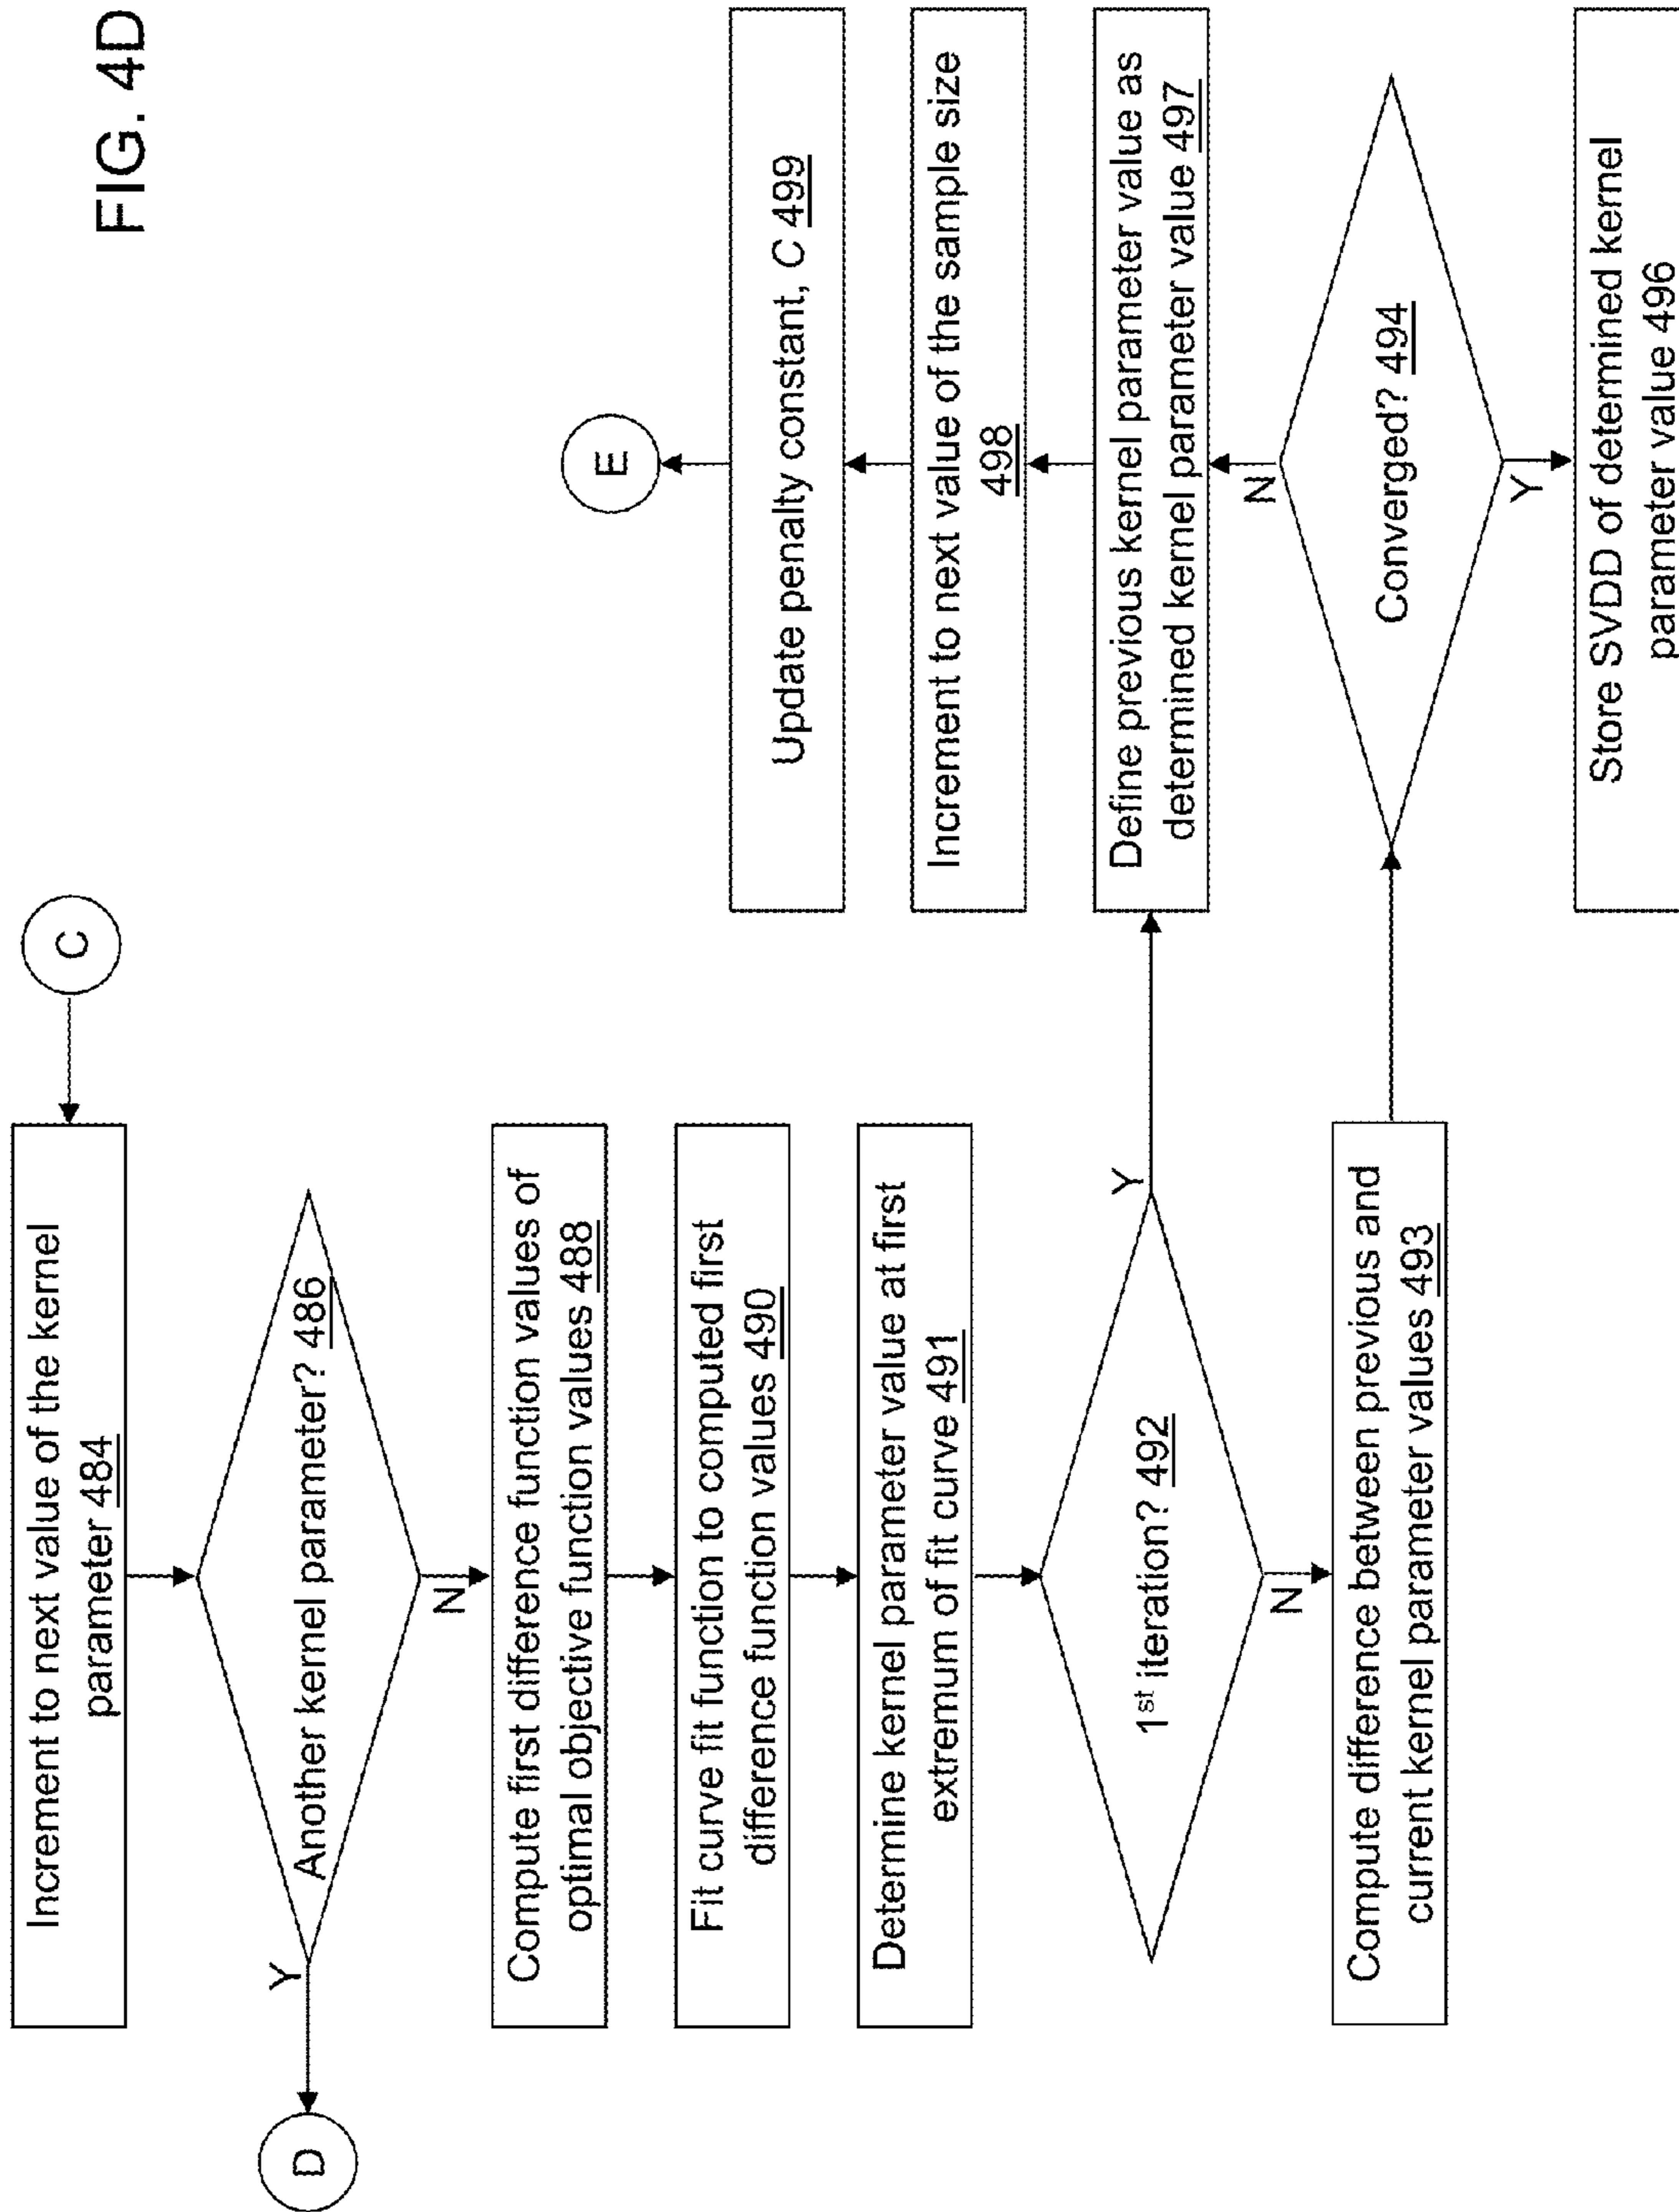 FIG. 4D
C
Increment to next value of the kernel
parameter 484
Another kernel parameter? 486
Y
D
N
Compute first difference function values of
optimal objective function values 488
Fit curve fit function to computed first
difference function values 490
Determine kernel parameter value at first
extremum of fit curve 491
1st iteration? 492
Y
N
Compute difference between previous and
current kernel parameter values 493
E
Update penalty constant, C 499
Increment to next value of the sample size
498
Define previous kernel parameter value as
determined kernel parameter value 497
N
Converged? 494
Y
Store SVDD of determined kernel
parameter value 496